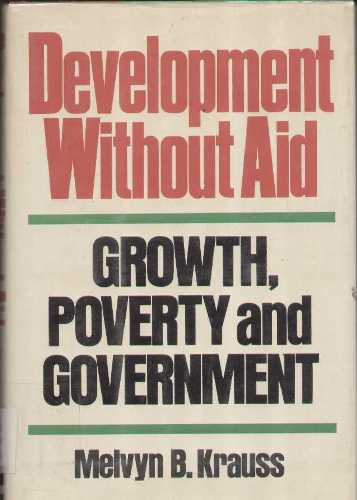 Development
Without Aid
GROWTH,
POVERTY and
GOVERNMENT
Melvyn B. Krauss